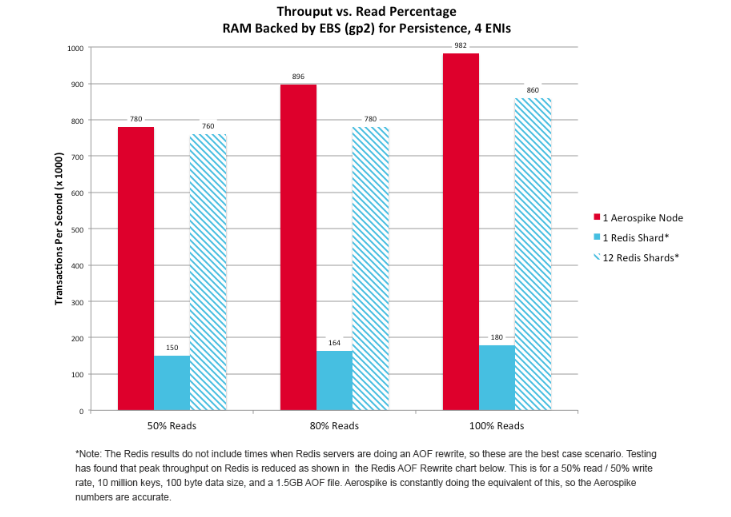 Throuput vs. Read Percentage
RAM Backed by EBS (gp2) for Persistence, 4 ENIs
Transactions Per Second (x 1000)
1000
900
800
700
600
500
400
300
200
100
0
780
150
760
896
164
780
982
180
860
50% Reads
80% Reads
100% Reads
1 Aerospike Node
1 Redis Shard*
12 Redis Shards*
*Note: The Redis results do not include times when Redis servers are doing an AOF rewrite, so these are the best case scenario. Testing
has found that peak throughput on Redis is reduced as shown in the Redis AOF Rewrite chart below. This is for a 50% read / 50% write
rate, 10 million keys, 100 byte data size, and a 1.5GB AOF file. Aerospike is constantly doing the equivalent of this, so the Aerospike
numbers are accurate.